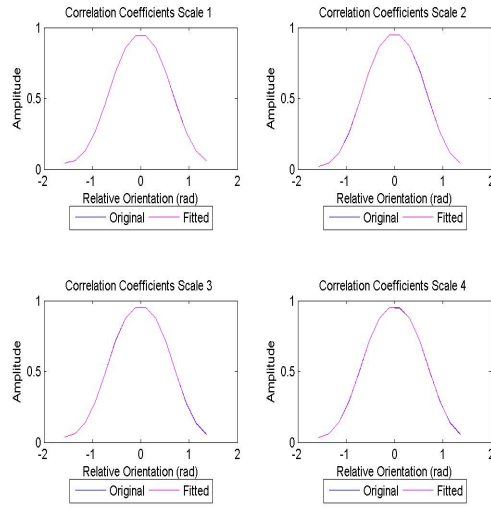 Correlation Coefficients Scale 1
1
0.5
0
Amplitude
-2
-1
0
1
2
Relative Orientation (rad)
Original
Fitted
Correlation Coefficients Scale 2
1
0.5
0
Amplitude
-2
-1
0
1
2
Relative Orientation (rad)
Original
Fitted
Correlation Coefficients Scale 3
1
0.5
0
Amplitude
-2
-1
0
1
2
Relative Orientation (rad)
Original
Fitted
Correlation Coefficients Scale 4
1
0.5
0
Amplitude
-2
-1
0
1
2
Relative Orientation (rad)
Original
Fitted